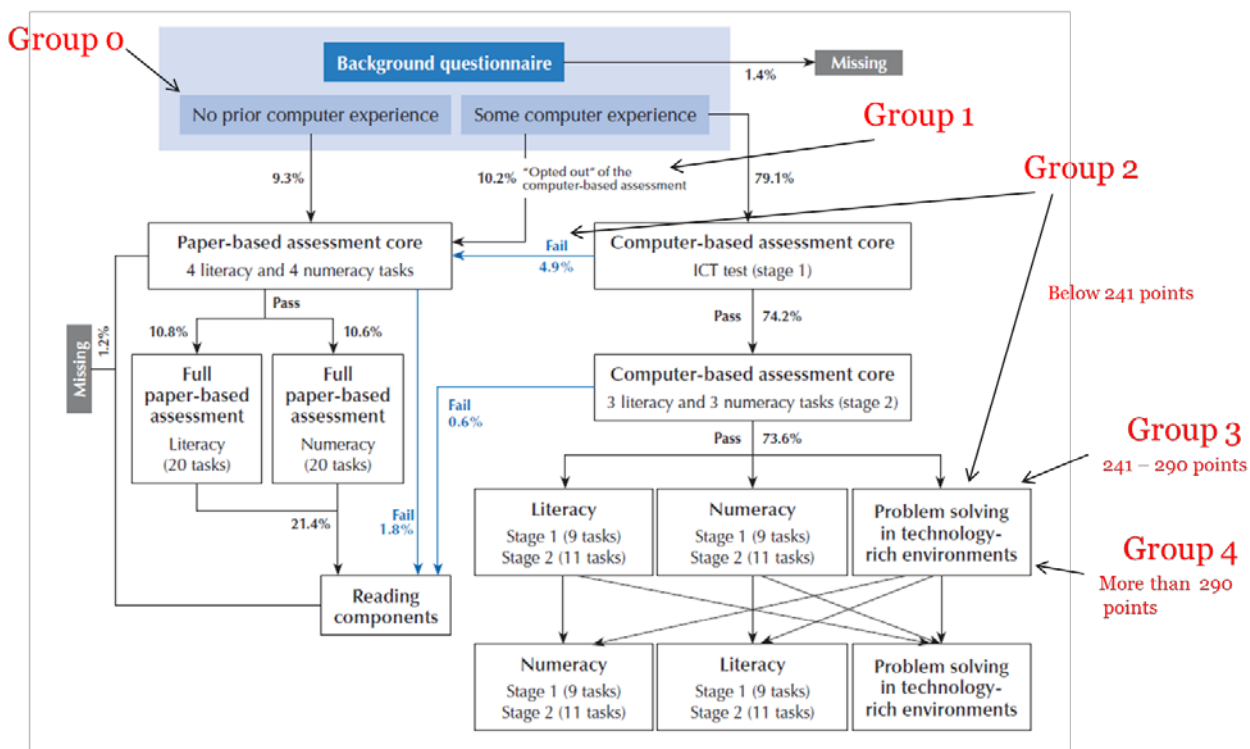 Group 0
Background questionnaire
1.4%
Missing
No prior computer experience
Some computer experience
Group 1
9.3%
10.2%
"Opted out" of the
computer-based assessment
79.1%
Group 2
Paper-based assessment core
4 literacy and 4 numeracy tasks
Fail
4.9%
Computer-based assessment core
ICT test (stage 1)
Below 241 points
Pass
Pass
74.2%
Missing
1.2%
10.8%
10.6%
Full
paper-based
assessment
Literacy
(20 tasks)
Full
paper-based
assessment
Numeracy
(20 tasks)
Fail
0.6%
Computer-based assessment core
3 literacy and 3 numeracy tasks (stage 2)
Pass
73.6%
Group 3
241 – 290 points
21.4%
Fail
1.8%
Literacy
Stage 1 (9 tasks)
Stage 2 (11 tasks)
Numeracy
Stage 1 (9 tasks)
Stage 2 (11 tasks)
Problem solving
in technology-
rich environments
Group 4
More than 290
points
Reading
components
Numeracy
Stage 1 (9 tasks)
Stage 2 (11 tasks)
Literacy
Stage 1 (9 tasks)
Stage 2 (11 tasks)
Problem solving
in technology-
rich environments